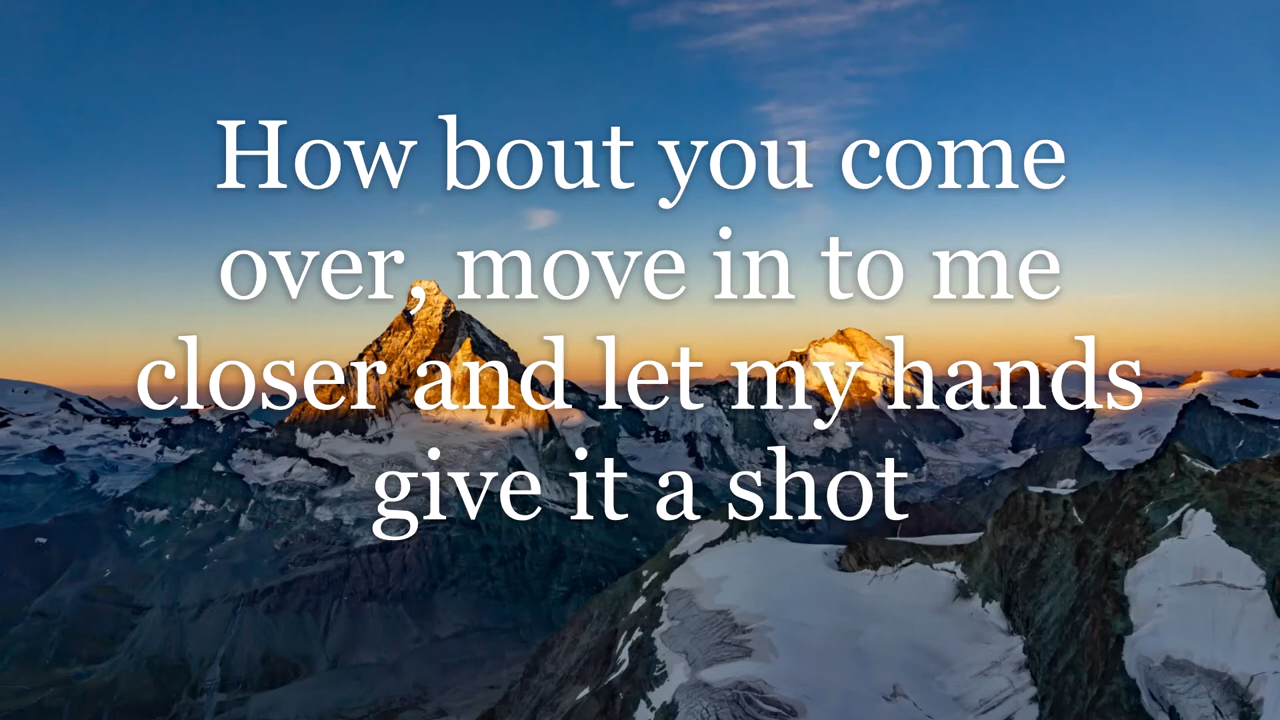 How bout you come
over, move in to me
closer and let my hands
give it a shot